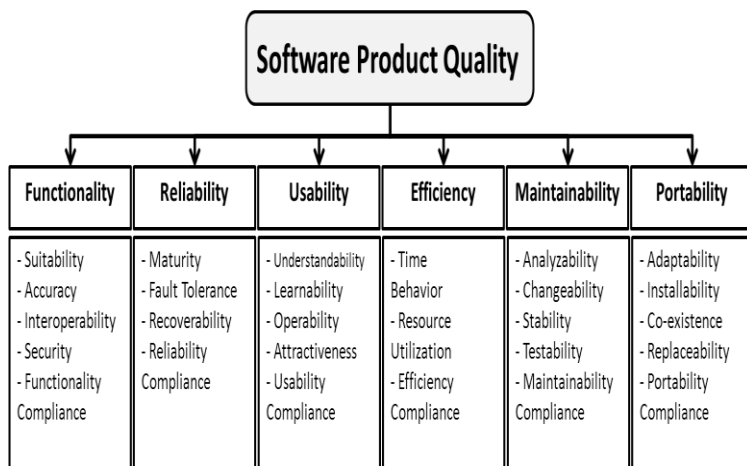 Software Product Quality
Functionality
Reliability
Usability
Efficiency
Maintainability
Portability
- Suitability
- Accuracy
- Interoperability
- Security
- Functionality
Compliance
- Maturity
- Fault Tolerance
- Recoverability
- Reliability
Compliance
- Understandability
- Learnability
- Operability
- Attractiveness
- Usability
Compliance
- Time
Behavior
- Resource
Utilization
- Efficiency
Compliance
- Analyzability
- Changeability
- Stability
- Testability
- Maintainability
Compliance
- Adaptability
- Installability
- Co-existence
- Replaceability
- Portability
Compliance